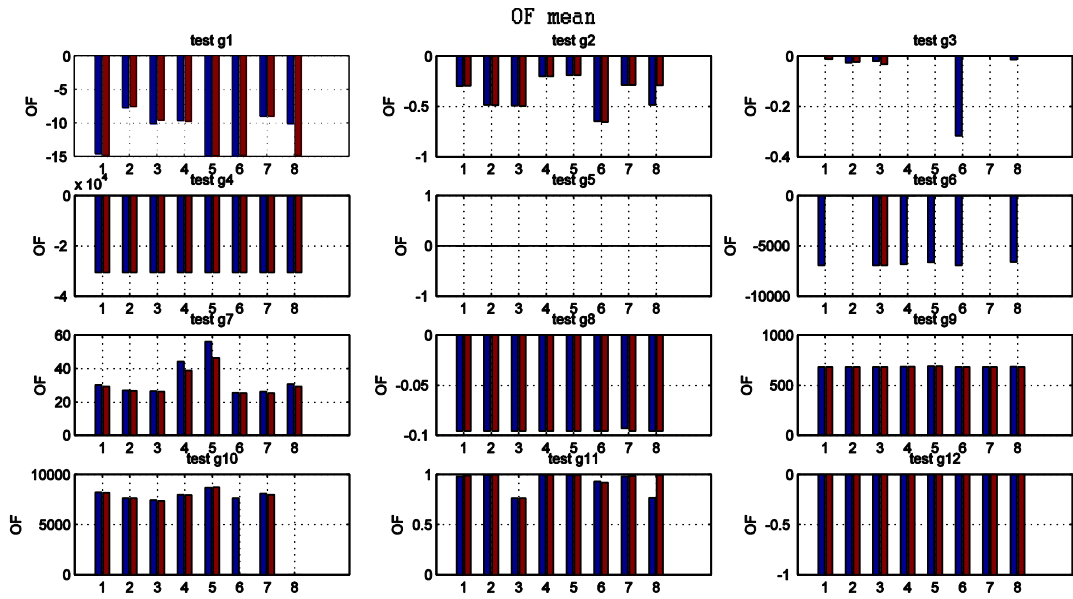 OF mean
test g1
OF
0
-5
-10
-15
1 2 3 4 5 6 7 8
test g2
OF
0
-0.5
-1
1 2 3 4 5 6 7 8
test g3
OF
0
-0.2
-0.4
1 2 3 4 5 6 7 8
x 10^4
test g4
OF
0
-2
-4
1 2 3 4 5 6 7 8
test g5
OF
1
0
-1
1 2 3 4 5 6 7 8
test g6
OF
0
-5000
-10000
1 2 3 4 5 6 7 8
test g7
OF
60
40
20
0
1 2 3 4 5 6 7 8
test g8
OF
0
-0.05
-0.1
1 2 3 4 5 6 7 8
test g9
OF
1000
500
0
1 2 3 4 5 6 7 8
test g10
OF
10000
5000
0
1 2 3 4 5 6 7 8
test g11
OF
1
0.5
0
1 2 3 4 5 6 7 8
test g12
OF
0
-0.5
-1
1 2 3 4 5 6 7 8